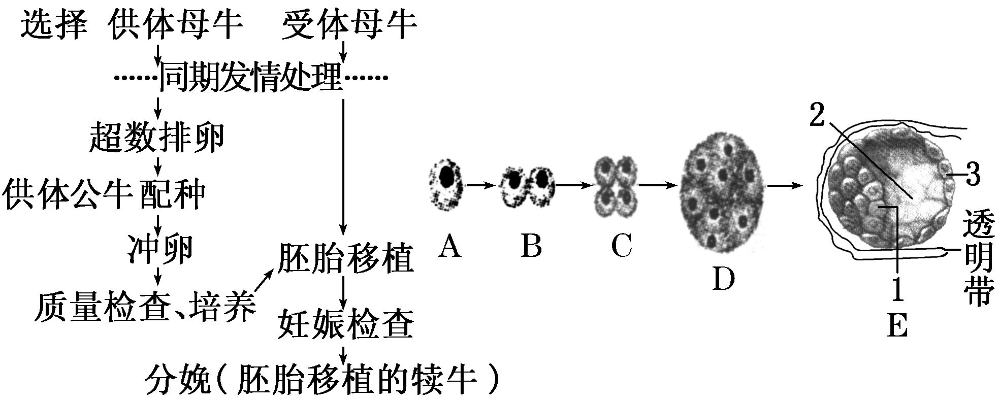 选择 供体母牛 受体母牛
……同期发情处理……
超数排卵
供体公牛配种
冲卵
胚胎移植
质量检查、培养
妊娠检查
分娩(胚胎移植的犊牛)
A
B
C
D
2
3
1
E
透明带